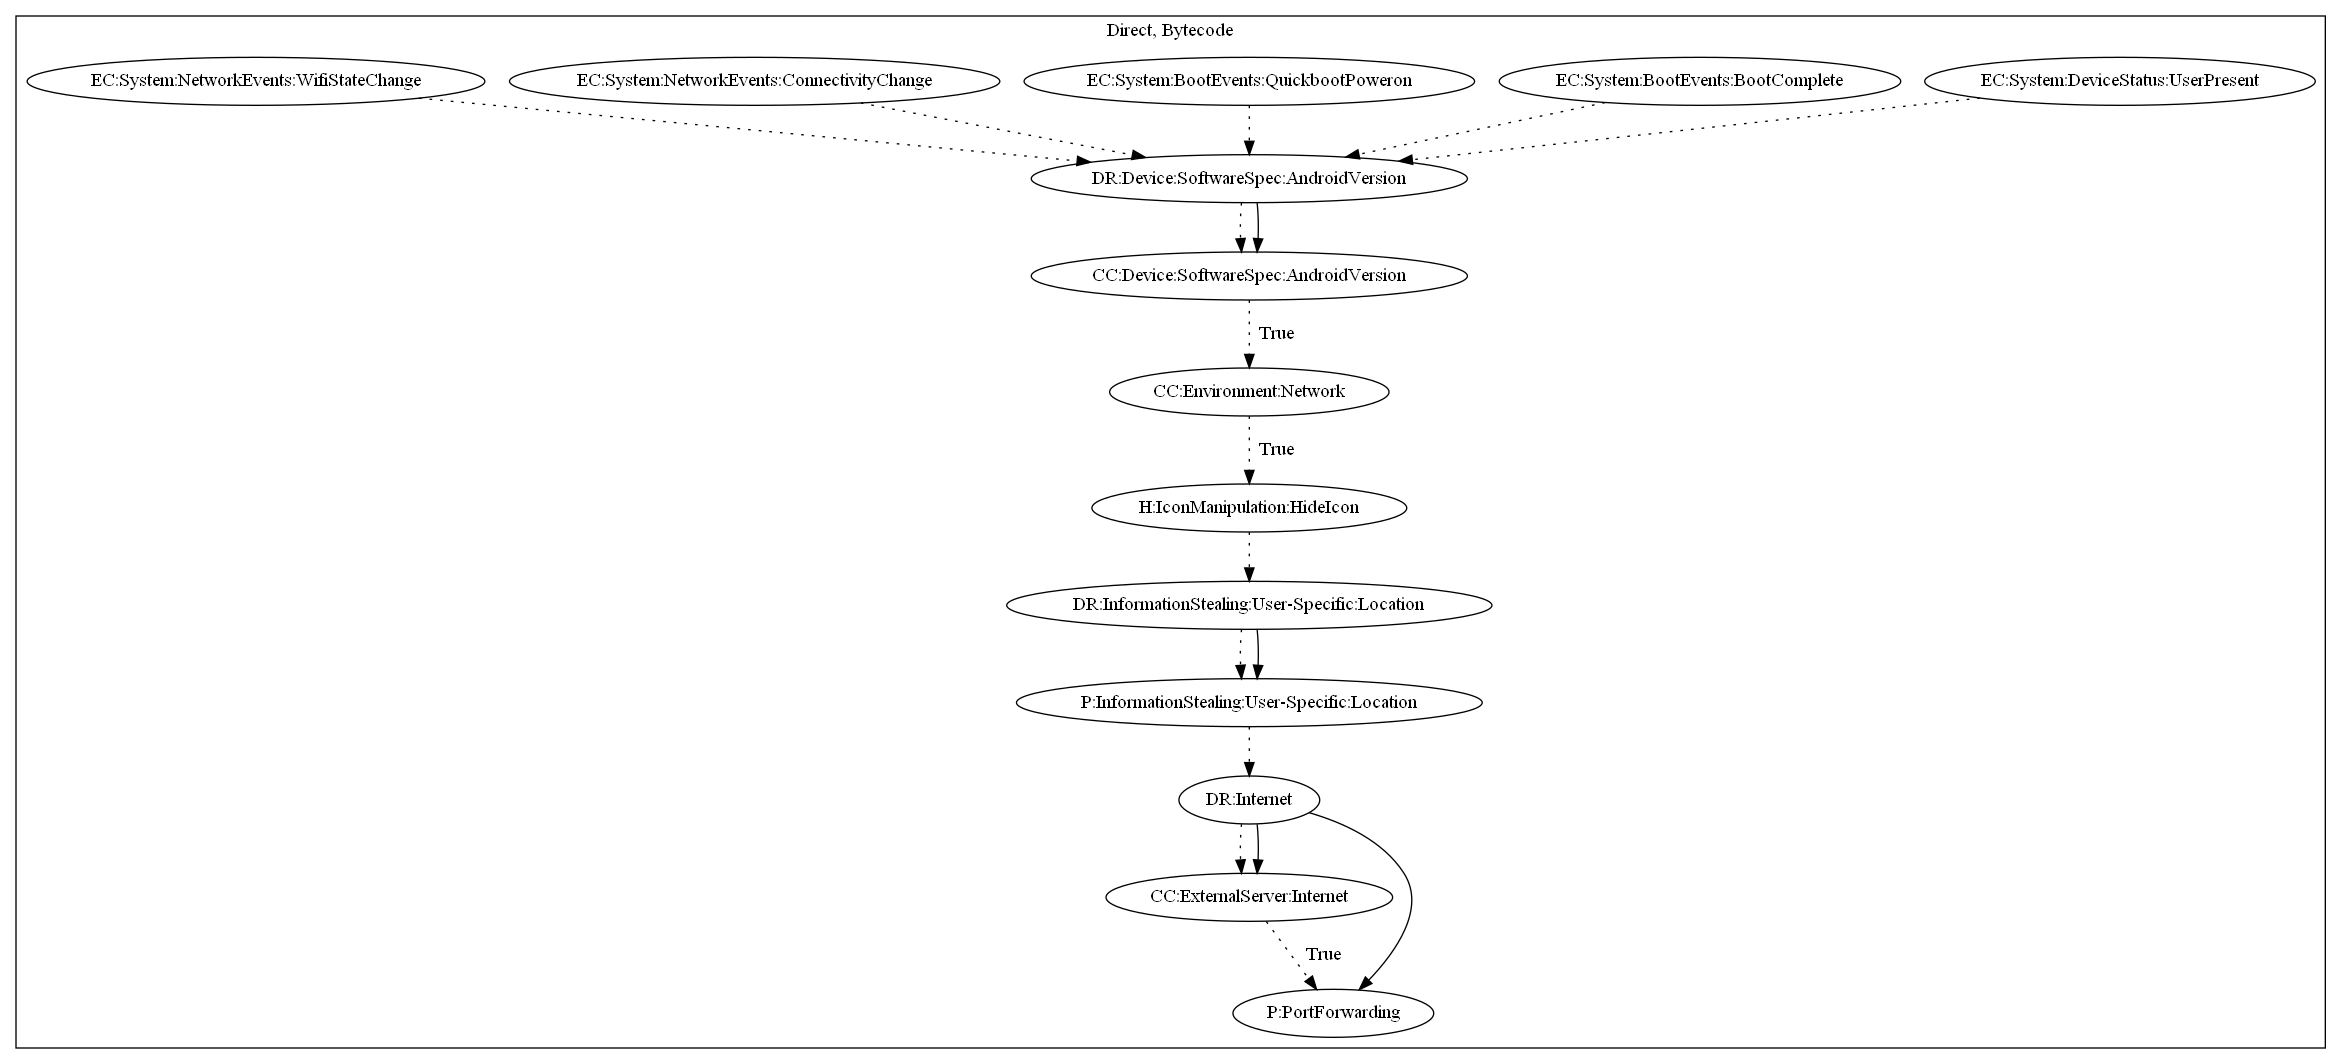 Direct, Bytecode
EC:System:NetworkEvents:WifiStateChange
EC:System:NetworkEvents:ConnectivityChange
EC:System:BootEvents:QuickbootPoweron
EC:System:BootEvents:BootComplete
EC:System:DeviceStatus:UserPresent
DR:Device:SoftwareSpec:AndroidVersion
CC:Device:SoftwareSpec:AndroidVersion
True
CC:Environment:Network
True
H:IconManipulation:HideIcon
DR:InformationStealing:User-Specific:Location
P:InformationStealing:User-Specific:Location
DR:Internet
CC:ExternalServer:Internet
True
P:PortForwarding